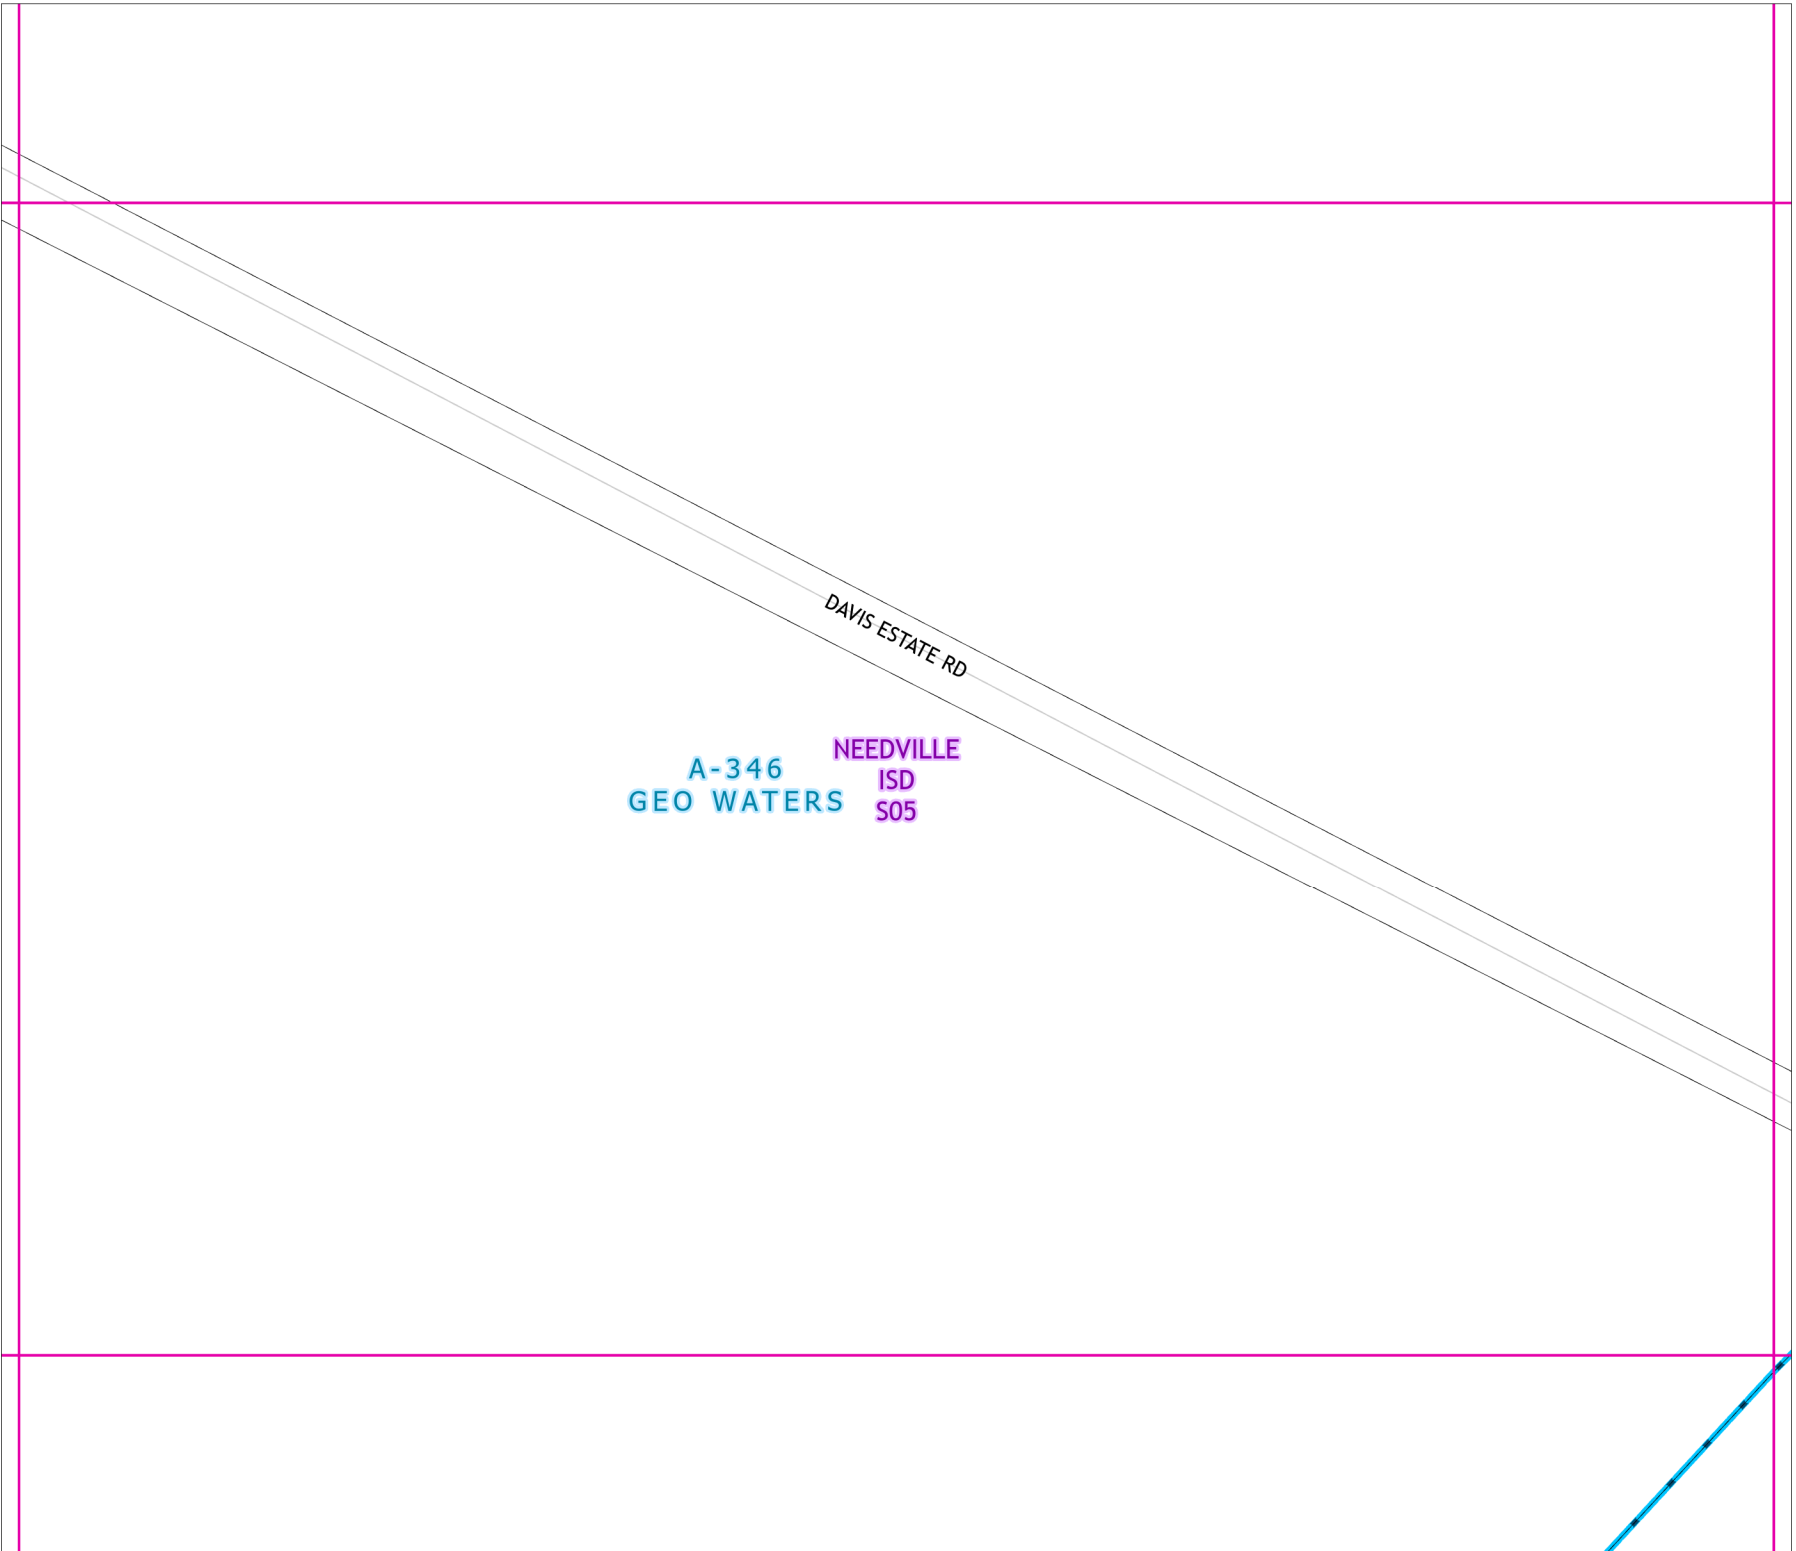 DAVIS ESTATE RD
A-346
GEO WATERS
NEEDVILLE
ISD
S05